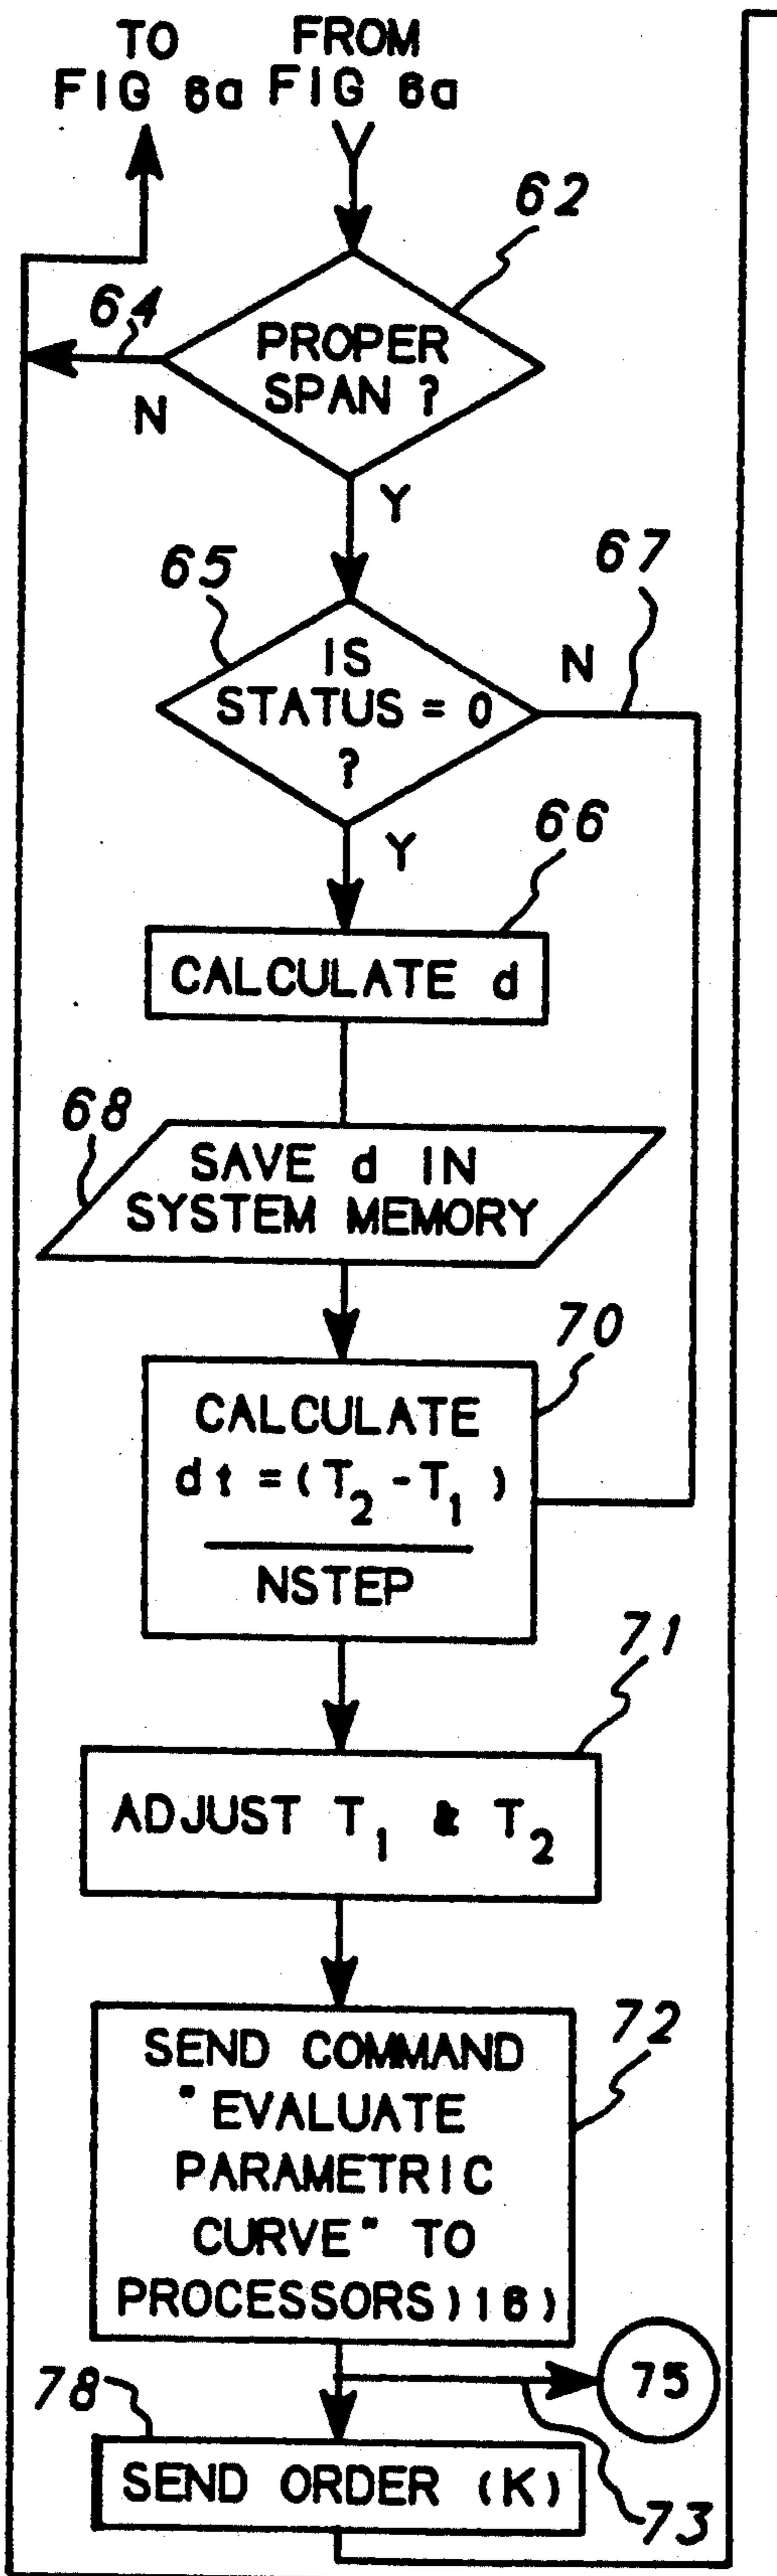 TO FROM
FIG 6a FIG 6a
62
64
PROPER
SPAN ?
N
Y
65
67
IS
STATUS = 0
?
N
Y
66
CALCULATE d
68
SAVE d IN
SYSTEM MEMORY
70
CALCULATE
dt = (T2 - T1)
NSTEP
71
ADJUST T1 & T2
72
SEND COMMAND
"EVALUATE
PARAMETRIC
CURVE" TO
PROCESSORS)16)
75
78
SEND ORDER (K)
73